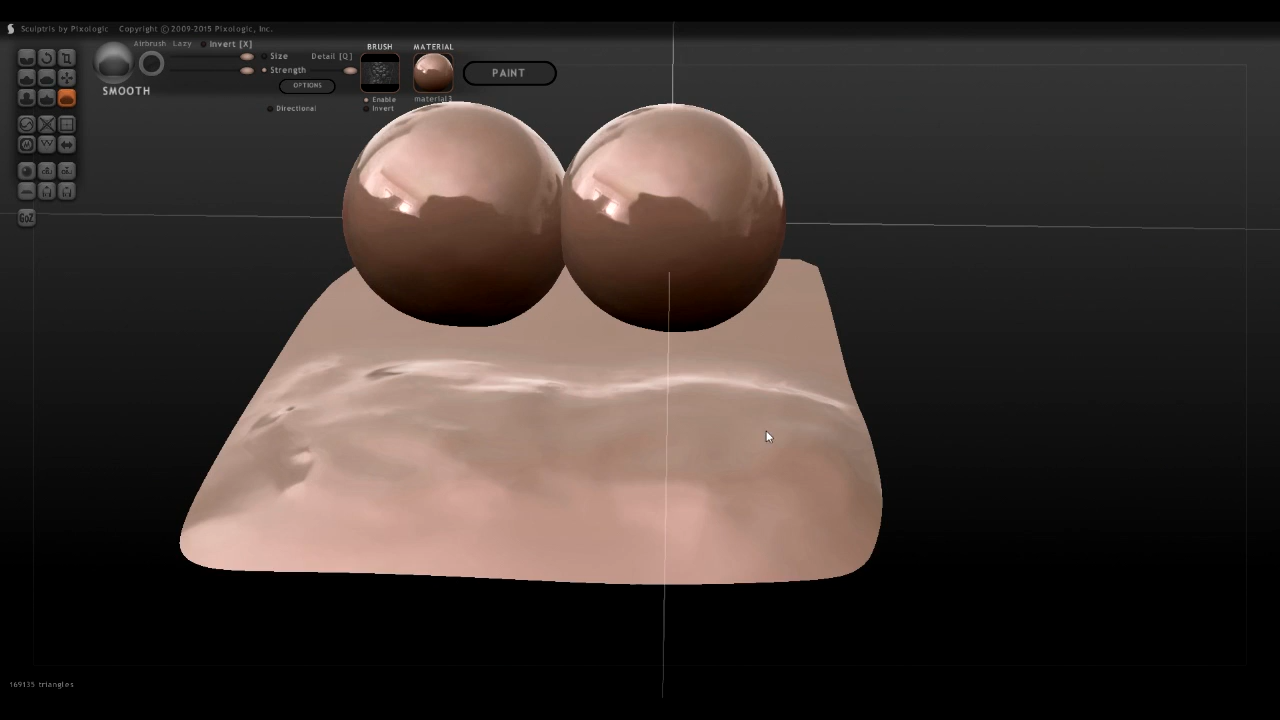 Sculptris by Pixologic Copyright © 2009-2015 Pixologic, Inc.
Airbrush Lazy Invert [X]
BRUSH
MATERIAL
Size
Detail [Q]
Strength
PAINT
SMOOTH
OPTIONS
Enable
material3
Directional
Invert
GoZ
169135 triangles